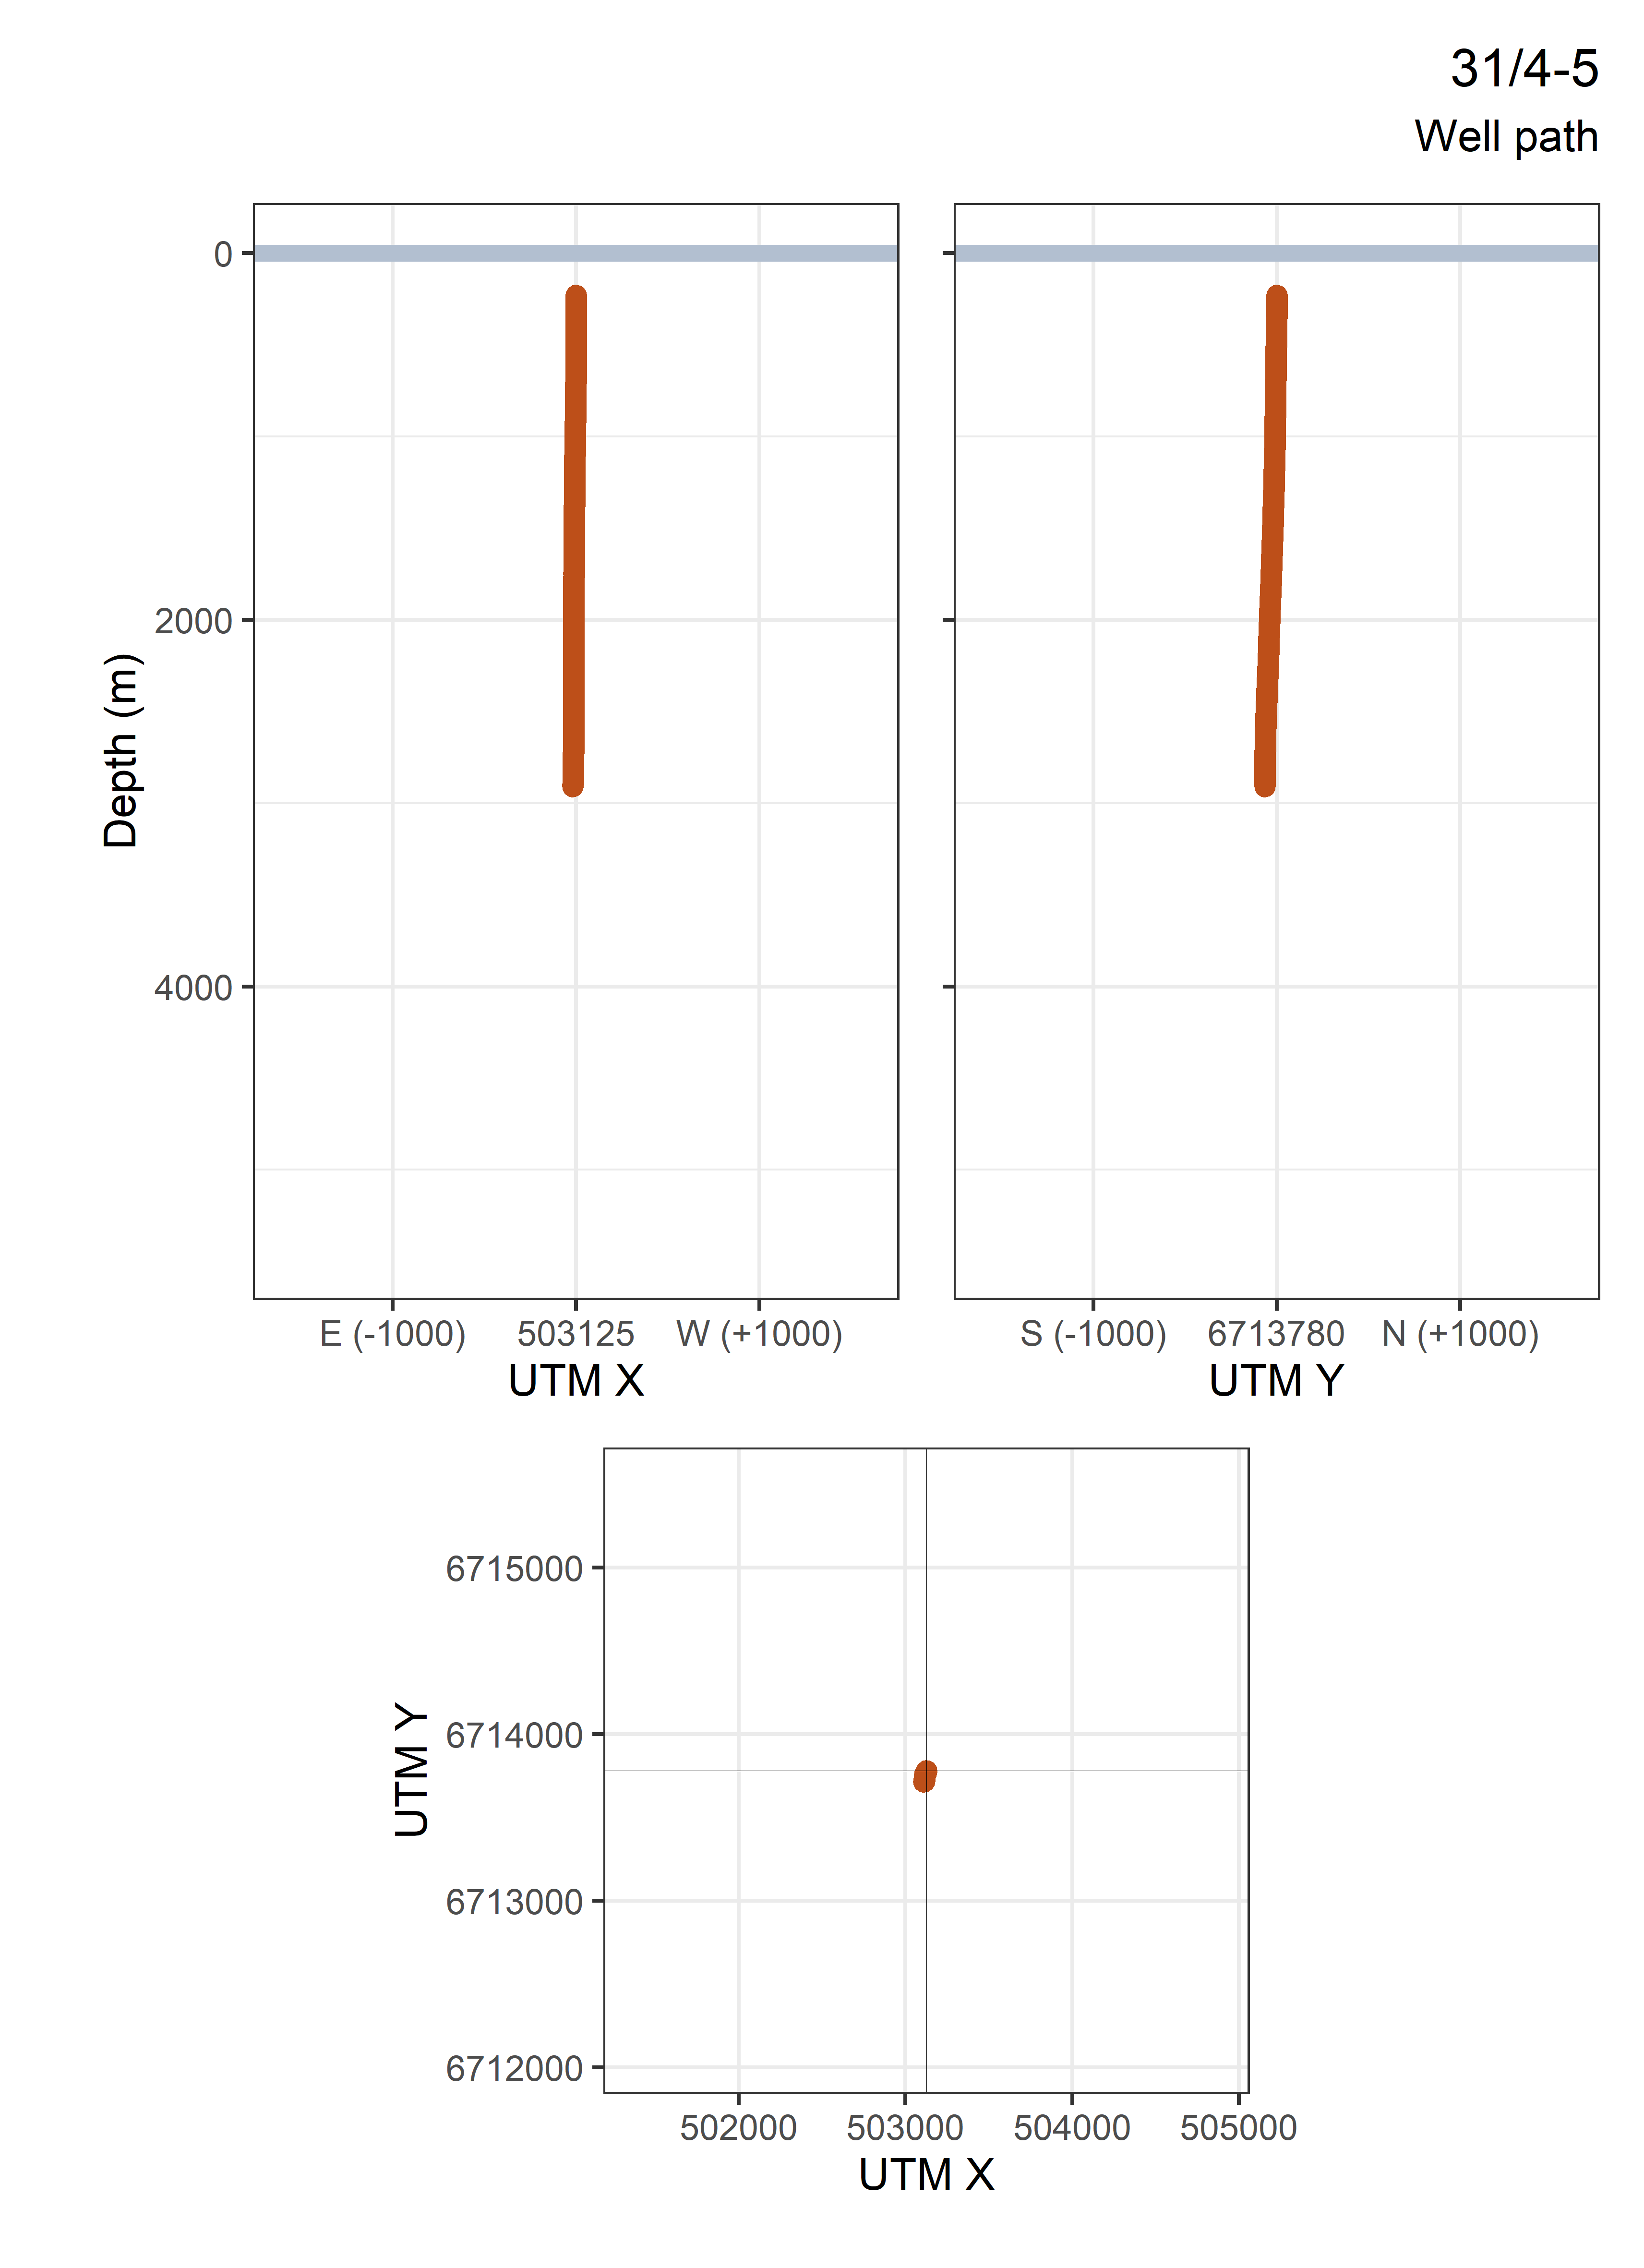 31/4-5
Well path
0
2000
4000
Depth (m)
E (-1000) 503125 W (+1000)
UTM X
S (-1000) 6713780 N (+1000)
UTM Y
6715000
6714000
6713000
6712000
UTM Y
502000 503000 504000 505000
UTM X